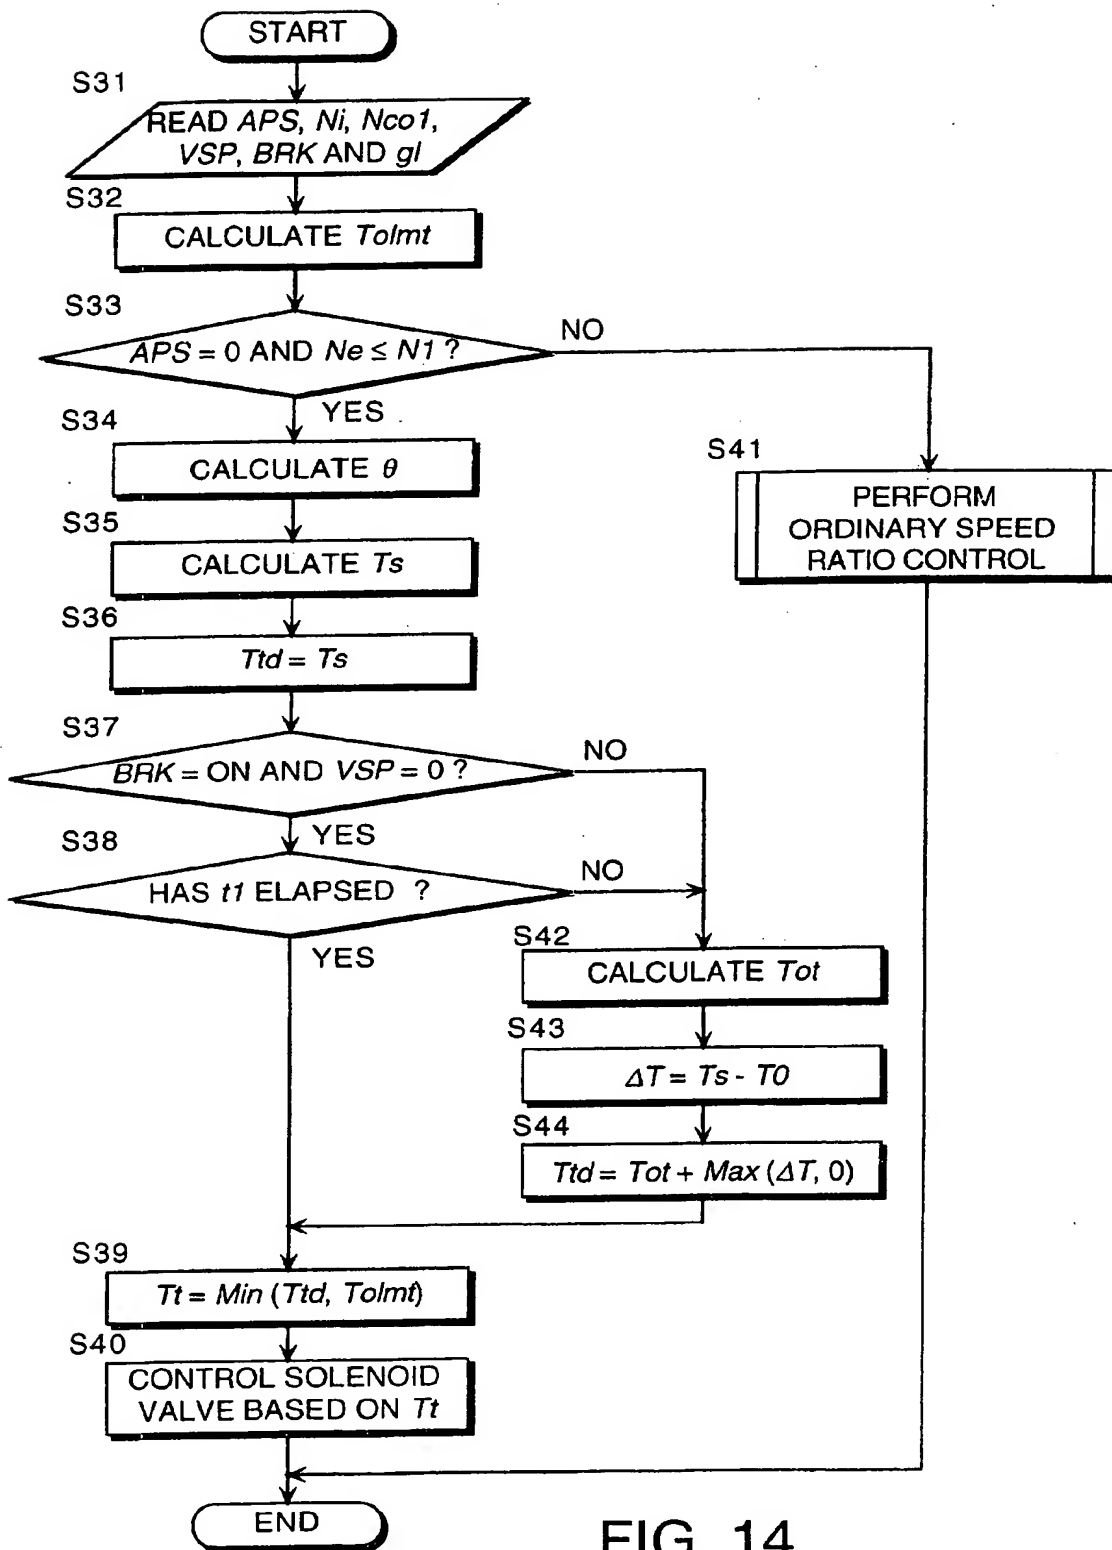 START
S31
READ APS, Ni, Nco1,
VSP, BRK AND gl
S32
CALCULATE Tolmt
S33
APS = 0 AND Ne ≤ N1 ?
NO
YES
S34
CALCULATE θ
S41
PERFORM
ORDINARY SPEED
RATIO CONTROL
S35
CALCULATE Ts
S36
Ttd = Ts
S37
BRK = ON AND VSP = 0 ?
NO
YES
S38
HAS t1 ELAPSED ?
NO
YES
S42
CALCULATE Tot
S43
ΔT = Ts - T0
S44
Ttd = Tot + Max (ΔT, 0)
S39
Tt = Min (Ttd, Tolmt)
S40
CONTROL SOLENOID
VALVE BASED ON Tt
END
FIG. 14